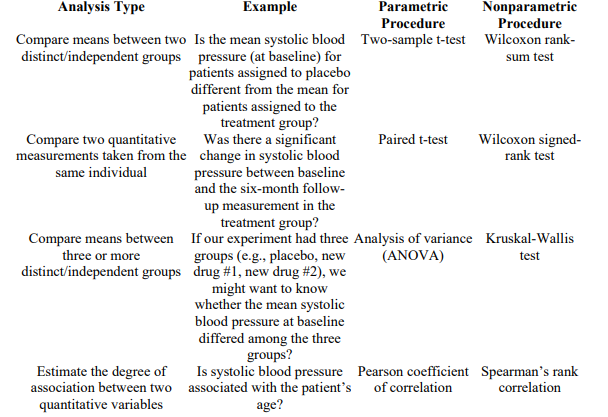 Analysis Type Example Parametric Procedure Nonparametric Procedure
Compare means between two distinct/independent groups
Is the mean systolic blood pressure (at baseline) for patients assigned to placebo different from the mean for patients assigned to the treatment group?
Two-sample t-test
Wilcoxon rank-sum test
Compare two quantitative measurements taken from the same individual
Was there a significant change in systolic blood pressure between baseline and the six-month follow-up measurement in the treatment group?
Paired t-test
Wilcoxon signed-rank test
Compare means between three or more distinct/independent groups
If our experiment had three groups (e.g., placebo, new drug #1, new drug #2), we might want to know whether the mean systolic blood pressure at baseline differed among the three groups?
Analysis of variance (ANOVA)
Kruskal-Wallis test
Estimate the degree of association between two quantitative variables
Is systolic blood pressure associated with the patient's age?
Pearson coefficient of correlation
Spearman's rank correlation